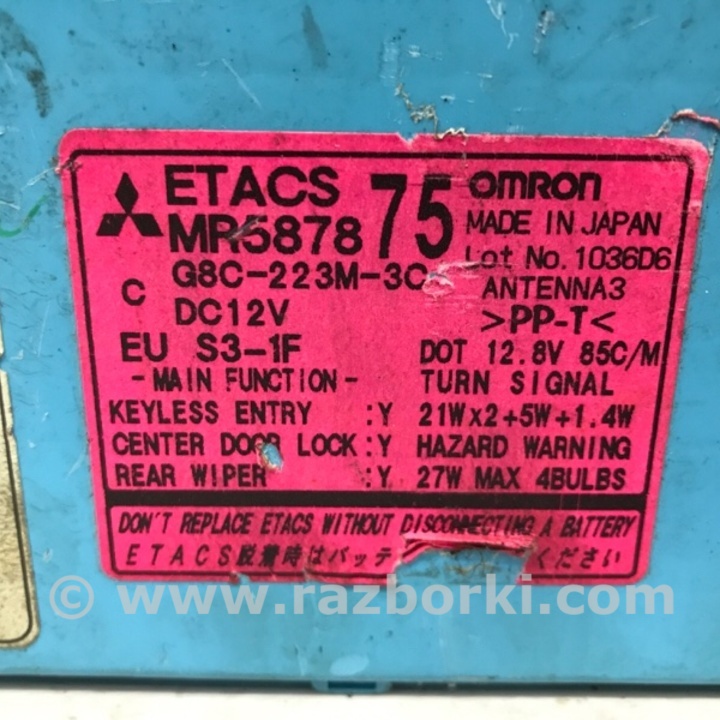 ETACS 75 omron
MR5878 MADE IN JAPAN
Lot No. 1036D6
C G8C-223M-3C ANTENNA3
DC12V >PP-T<
EU S3-1F DOT 12.8V 85C/M
-MAIN FUNCTION- TURN SIGNAL
KEYLESS ENTRY :Y 21Wx2+5W+1.4W
CENTER DOOR LOCK:Y HAZARD WARNING
REAR WIPER :Y 27W MAX 4BULBS
DON'T REPLACE ETACS WITHOUT DISCONNECTING A BATTERY
ETACS脱着時はバッテ ください
© www.razborki.com